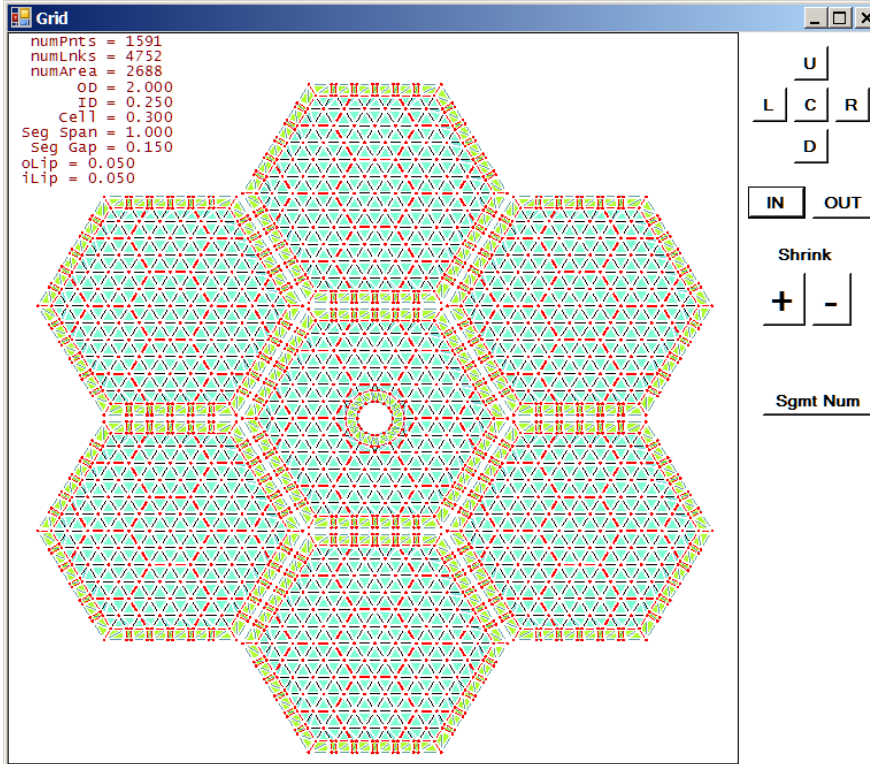 Grid
numPnts = 1591
numLnks = 4752
numArea = 2688
OD = 2.000
ID = 0.250
Cell = 0.300
Seg Span = 1.000
Seg Gap = 0.150
oLip = 0.050
iLip = 0.050
U
L C R
D
IN OUT
Shrink
+ -
Sgmt Num